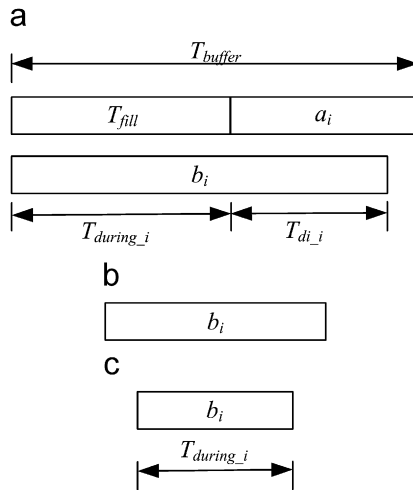 a
T_buffer
T_fill a_i
b_i
T_during_i T_di_i
b
b_i
c
b_i
T_during_i